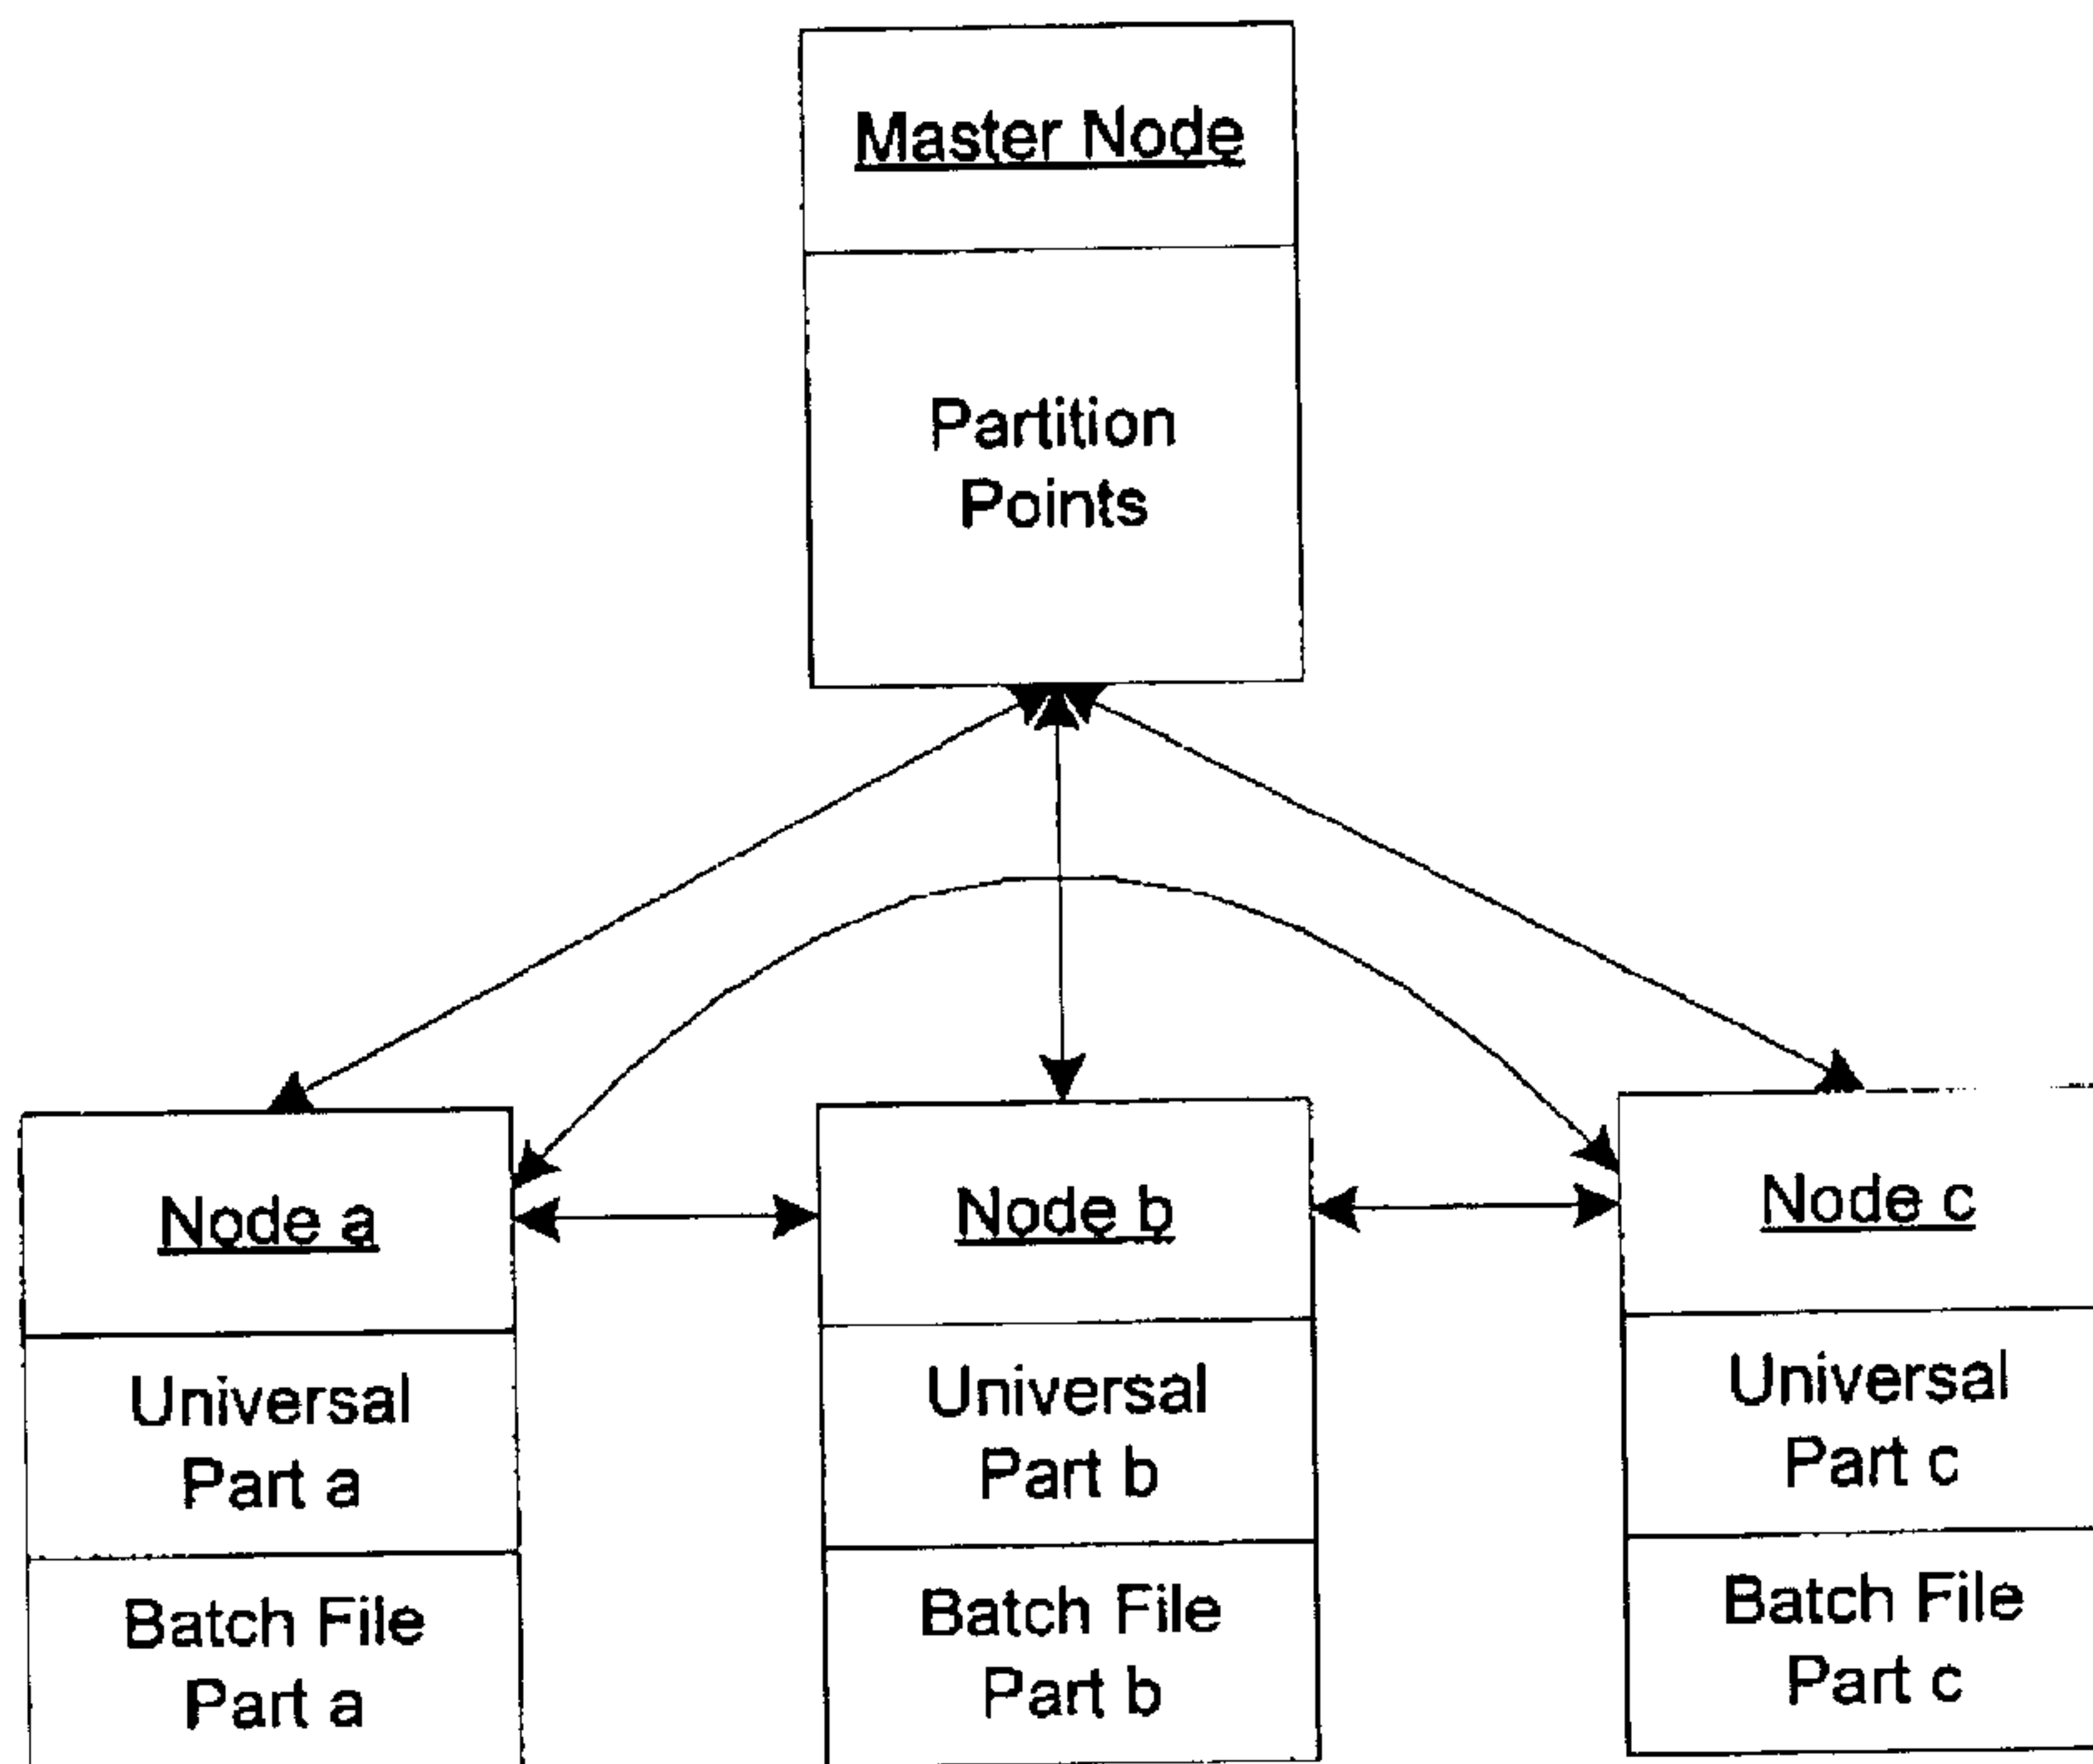 Master Node
Partition
Points
Node a
Universal
Part a
Batch File
Part a
Node b
Universal
Part b
Batch File
Part b
Node c
Universal
Part c
Batch File
Part c